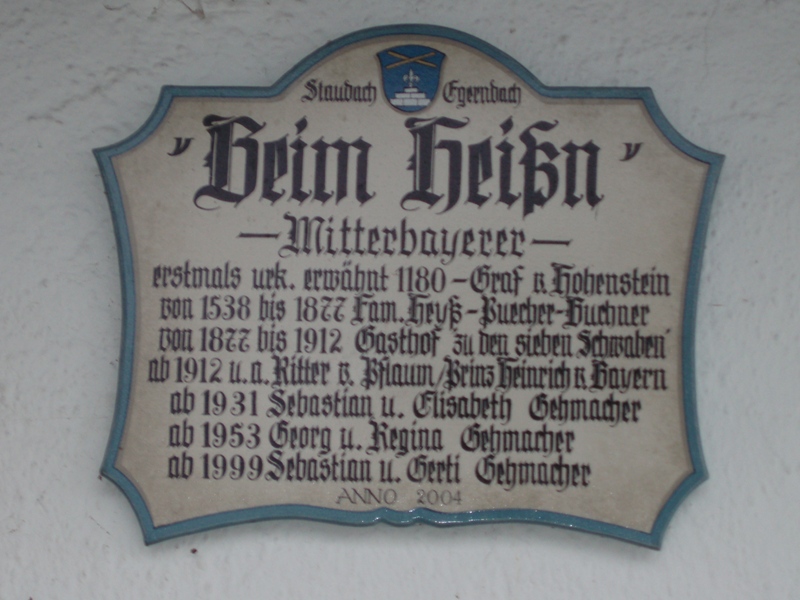 Staudach Egernbach
"Beim Heißn"
—Mitterbayerer—
erstmals urk. erwähnt 1180 – Graf v. Hohenstein
von 1538 bis 1877 Fam. Heyß - Puecher - Huchner
von 1877 bis 1912 Gasthof "zu den sieben Schwaben"
ab 1912 u.a. Ritter v. Pflaum/Prinz Heinrich v. Bayern
ab 1931 Sebastian u. Elisabeth Gehmacher
ab 1953 Georg u. Regina Gehmacher
ab 1999 Sebastian u. Gerti Gehmacher
ANNO 2004